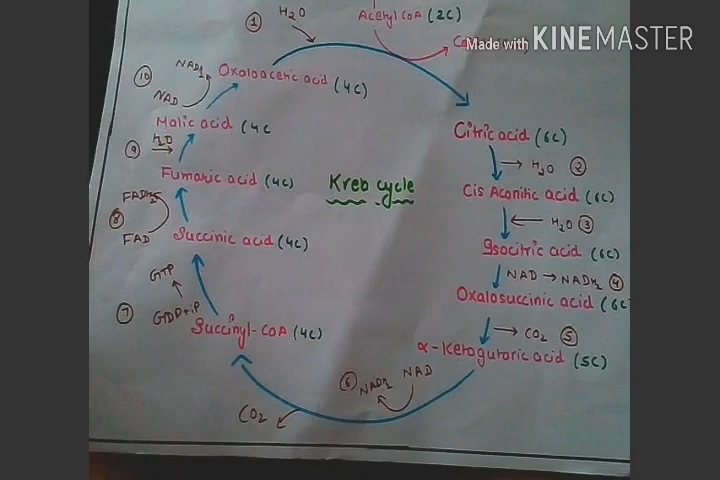 ① H₂O
Acetyl CoA (2C)
Made with KINEMASTER
NADH₂
⑩
NAD
Oxaloacetic acid (4C)
Malic acid (4C
Citric acid (6C)
→ H₂O ②
⑨ H₂O
Fumaric acid (4C)
Kreb cycle
Cis Aconitic acid (6C)
FADH₂
⑧
FAD
← H₂O ③
Succinic acid (4C)
Isocitric acid (6C)
NAD → NADH₂ ④
GTP
Oxalosuccinic acid (6C
⑦ GDP+iP
→ CO₂ ⑤
Succinyl-CoA (4C)
α-Ketoguraric acid (5C)
⑥ NADH₂ NAD
CO₂